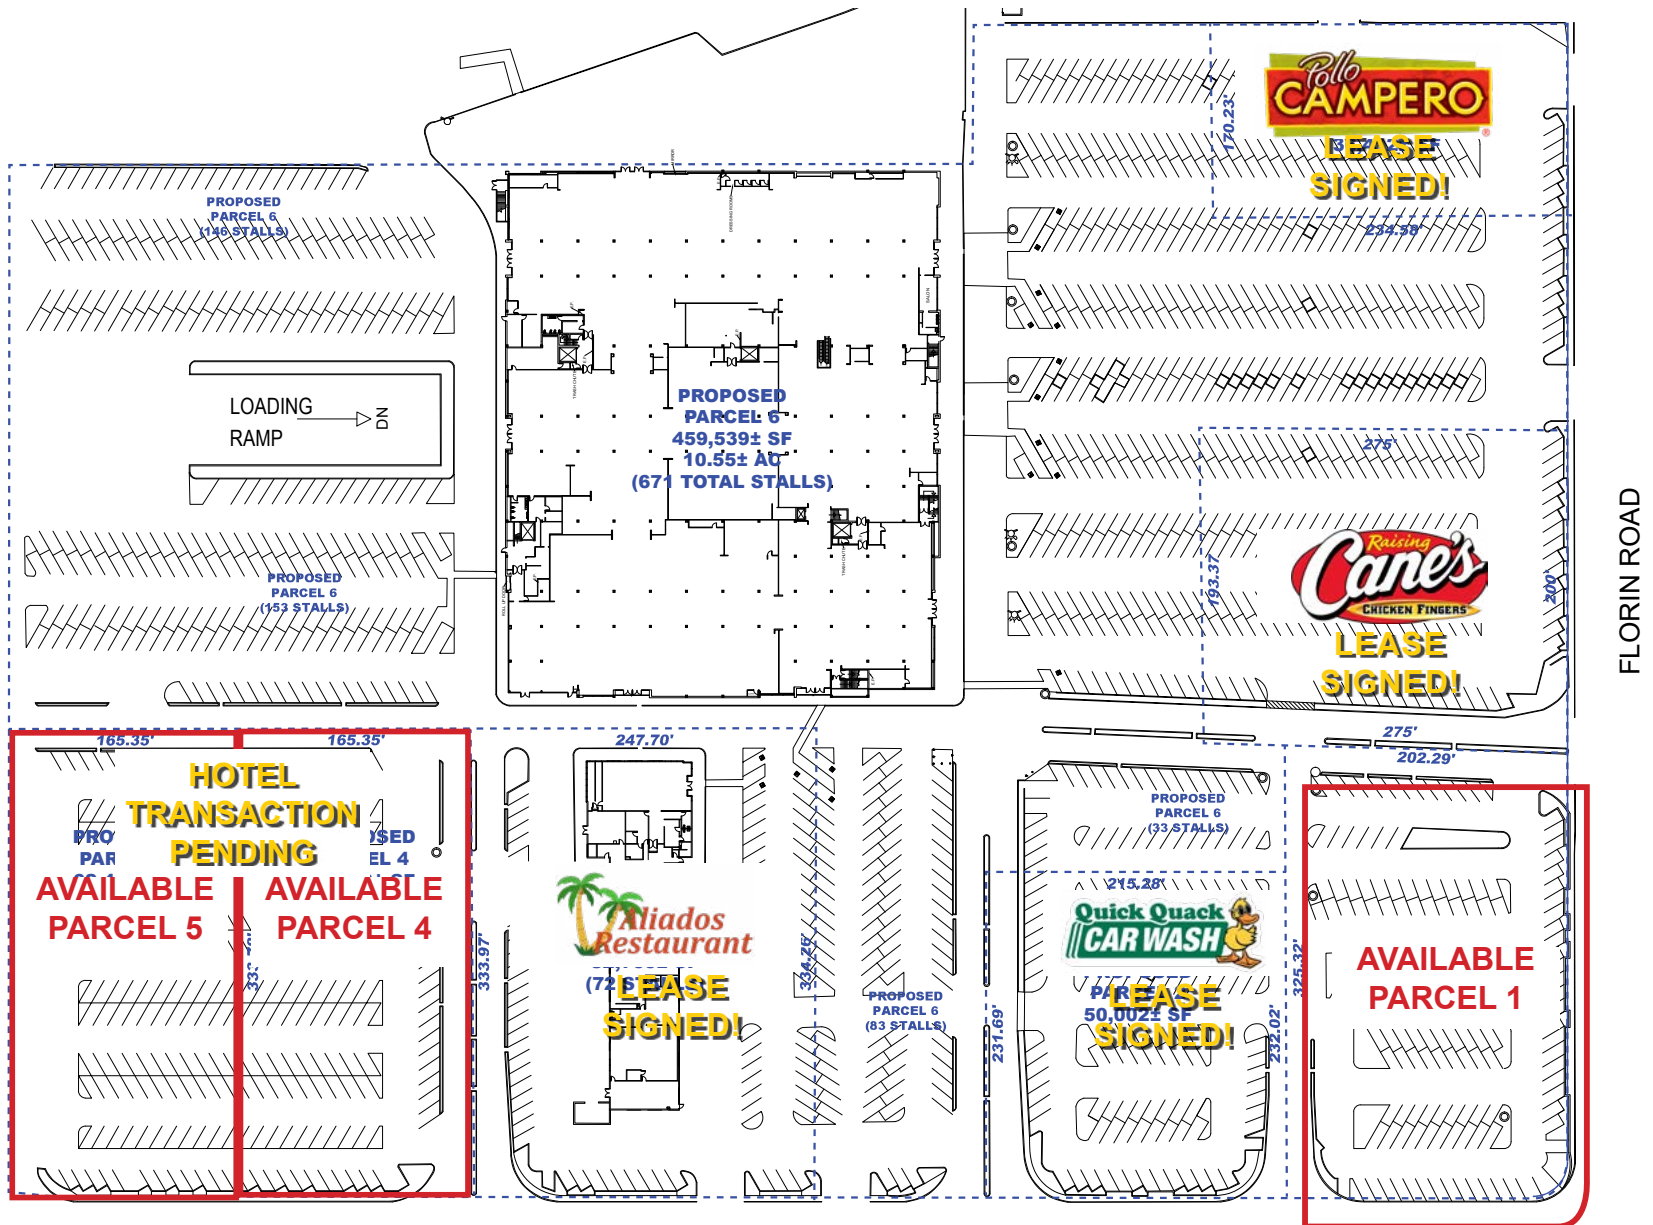 Pollo
CAMPERO
170.23'
LEASE
SIGNED!
234.58'
PROPOSED
PARCEL 6
(146 STALLS)
LOADING
RAMP
DN
PROPOSED
PARCEL 6
459,539± SF
10.55± AC
(671 TOTAL STALLS)
275'
Raising
Cane's
CHICKEN FINGERS
LEASE
SIGNED!
193.37
200'
FLORIN ROAD
PROPOSED
PARCEL 6
(153 STALLS)
275'
202.29'
165.35'
165.35'
247.70'
HOTEL
TRANSACTION
PENDING
AVAILABLE
PARCEL 5
AVAILABLE
PARCEL 4
333.97'
Aliados
Restaurant
(72 S
LEASE
SIGNED!
334.26'
PROPOSED
PARCEL 6
(83 STALLS)
PROPOSED
PARCEL 6
(33 STALLS)
215.28'
Quick Quack
CAR WASH
LEASE
SIGNED!
50,002± SF
231.69'
232.02'
325.32'
AVAILABLE
PARCEL 1
SALON